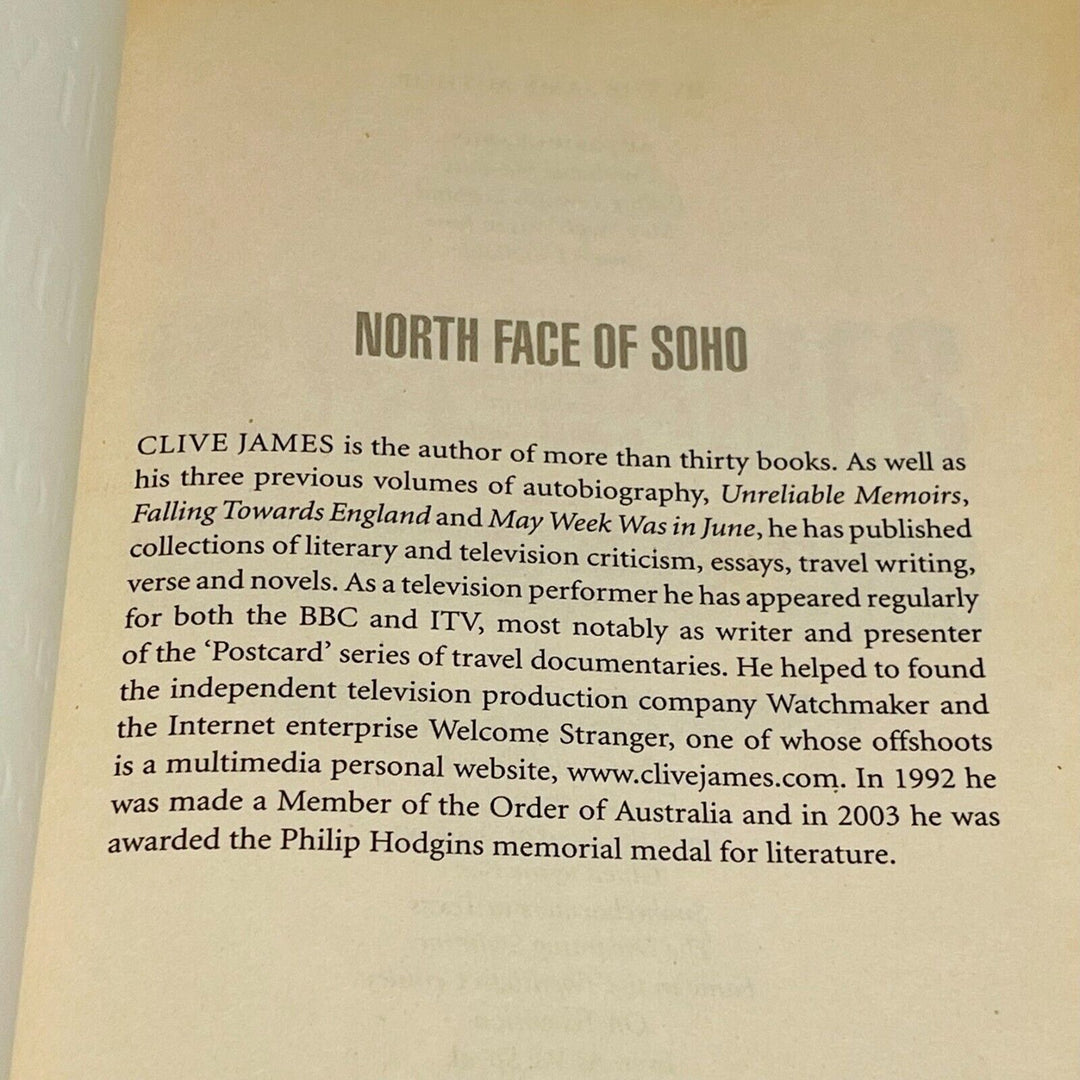 NORTH FACE OF SOHO
CLIVE JAMES is the author of more than thirty books. As well as
his three previous volumes of autobiography, Unreliable Memoirs,
Falling Towards England and May Week Was in June, he has published
collections of literary and television criticism, essays, travel writing,
verse and novels. As a television performer he has appeared regularly
for both the BBC and ITV, most notably as writer and presenter
of the ‘Postcard’ series of travel documentaries. He helped to found
the independent television production company Watchmaker and
the Internet enterprise Welcome Stranger, one of whose offshoots
is a multimedia personal website, www.clivejames.com. In 1992 he
was made a Member of the Order of Australia and in 2003 he was
awarded the Philip Hodgins memorial medal for literature.